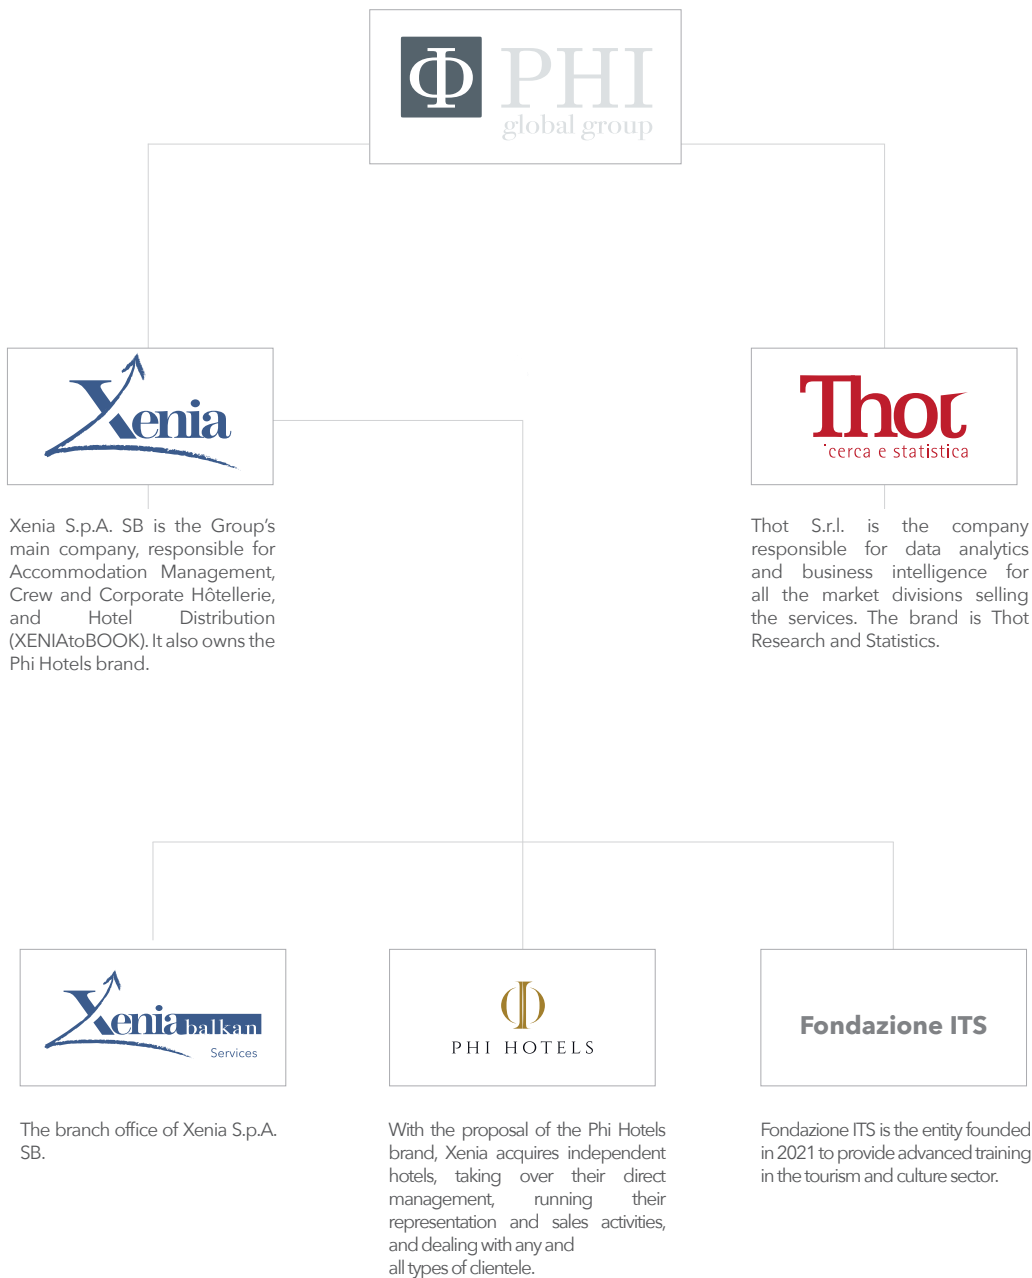 Φ PHI
global group
Xenia
Thot
cerca e statistica
Xenia S.p.A. SB is the Group's
main company, responsible for
Accommodation Management,
Crew and Corporate Hôtellerie,
and Hotel Distribution
(XENIAtoBOOK). It also owns the
Phi Hotels brand.
Thot S.r.l. is the company
responsible for data analytics
and business intelligence for
all the market divisions selling
the services. The brand is Thot
Research and Statistics.
Xenia balkan
Services
PHI HOTELS
Fondazione ITS
The branch office of Xenia S.p.A.
SB.
With the proposal of the Phi Hotels
brand, Xenia acquires independent
hotels, taking over their direct
management, running their
representation and sales activities,
and dealing with any and
all types of clientele.
Fondazione ITS is the entity founded
in 2021 to provide advanced training
in the tourism and culture sector.